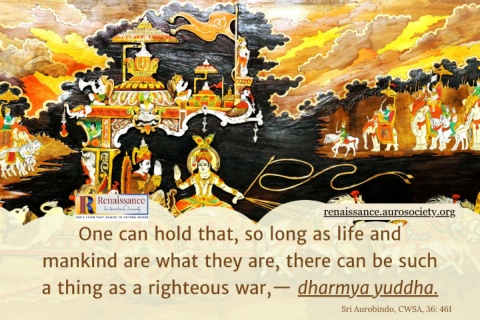 Renaissance
renaissance.aurosociety.org
One can hold that, so long as life and
mankind are what they are, there can be such
a thing as a righteous war,— dharmya yuddha.
Sri Aurobindo, CWSA, 36: 461